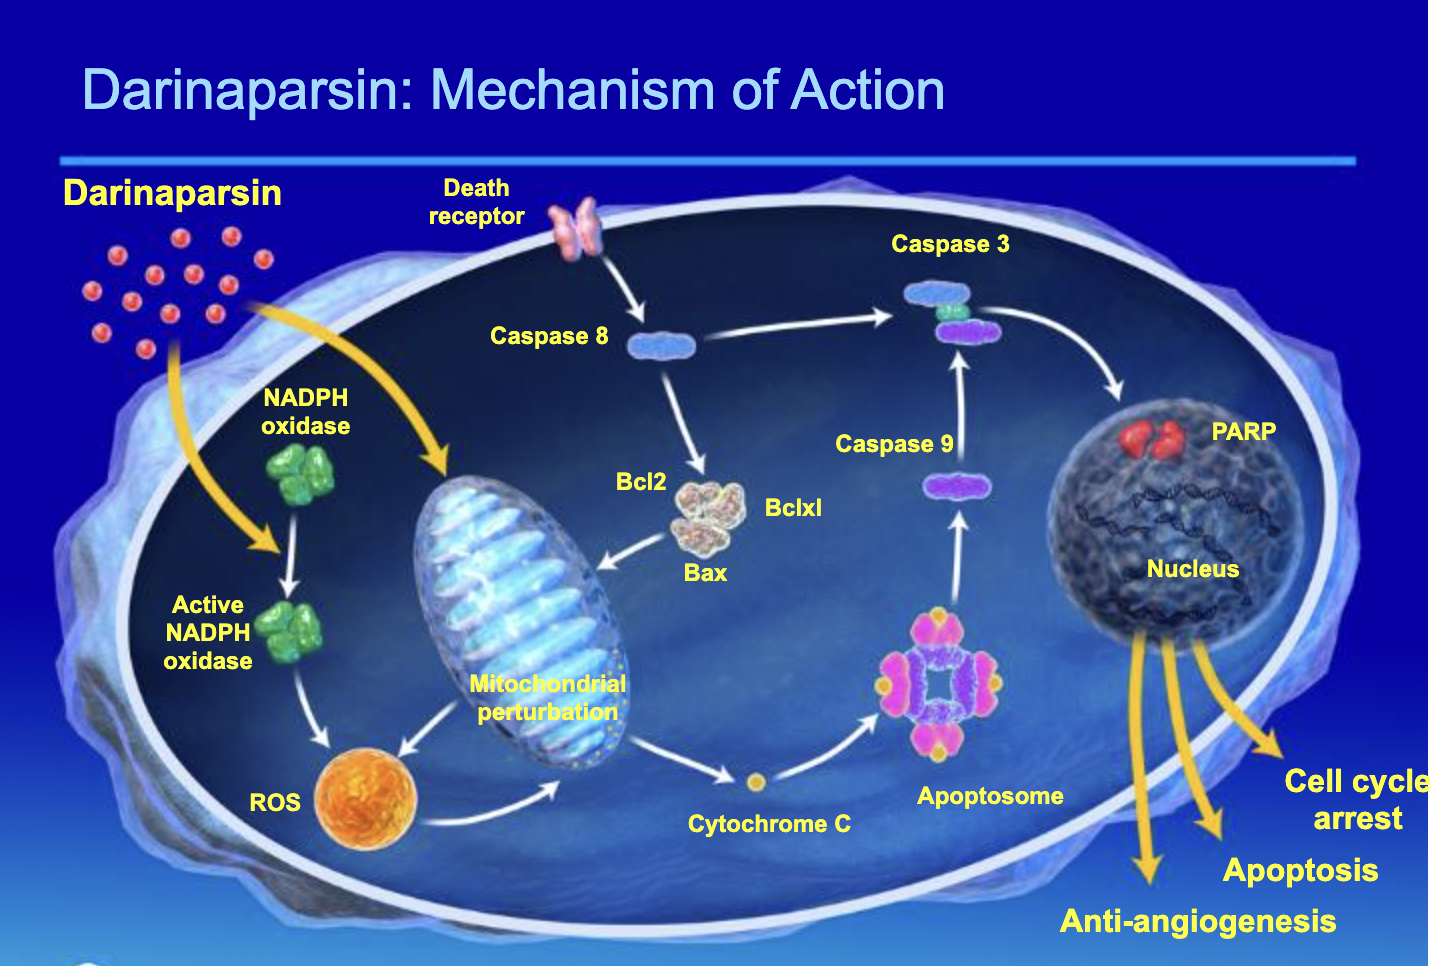 Darinaparsin: Mechanism of Action
Darinaparsin
Death
receptor
Caspase 3
Caspase 8
NADPH
oxidase
Caspase 9
PARP
Bcl2
Bclxl
Bax
Nucleus
Active
NADPH
oxidase
Mitochondrial
perturbation
ROS
Cytochrome C
Apoptosome
Cell cycle
arrest
Apoptosis
Anti-angiogenesis